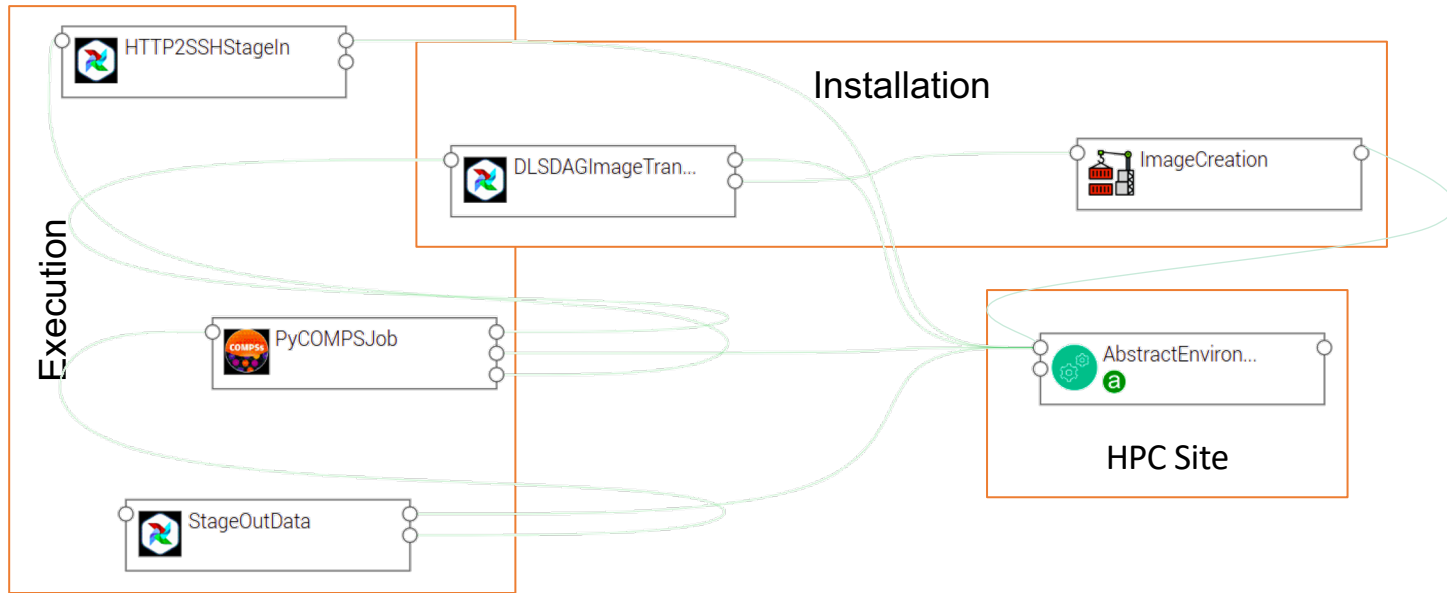 HTTP2SSHStageIn
Installation
DLSDAGImageTran...
ImageCreation
Execution
PyCOMPSJob
COMPSs
AbstractEnviron...
a
HPC Site
StageOutData